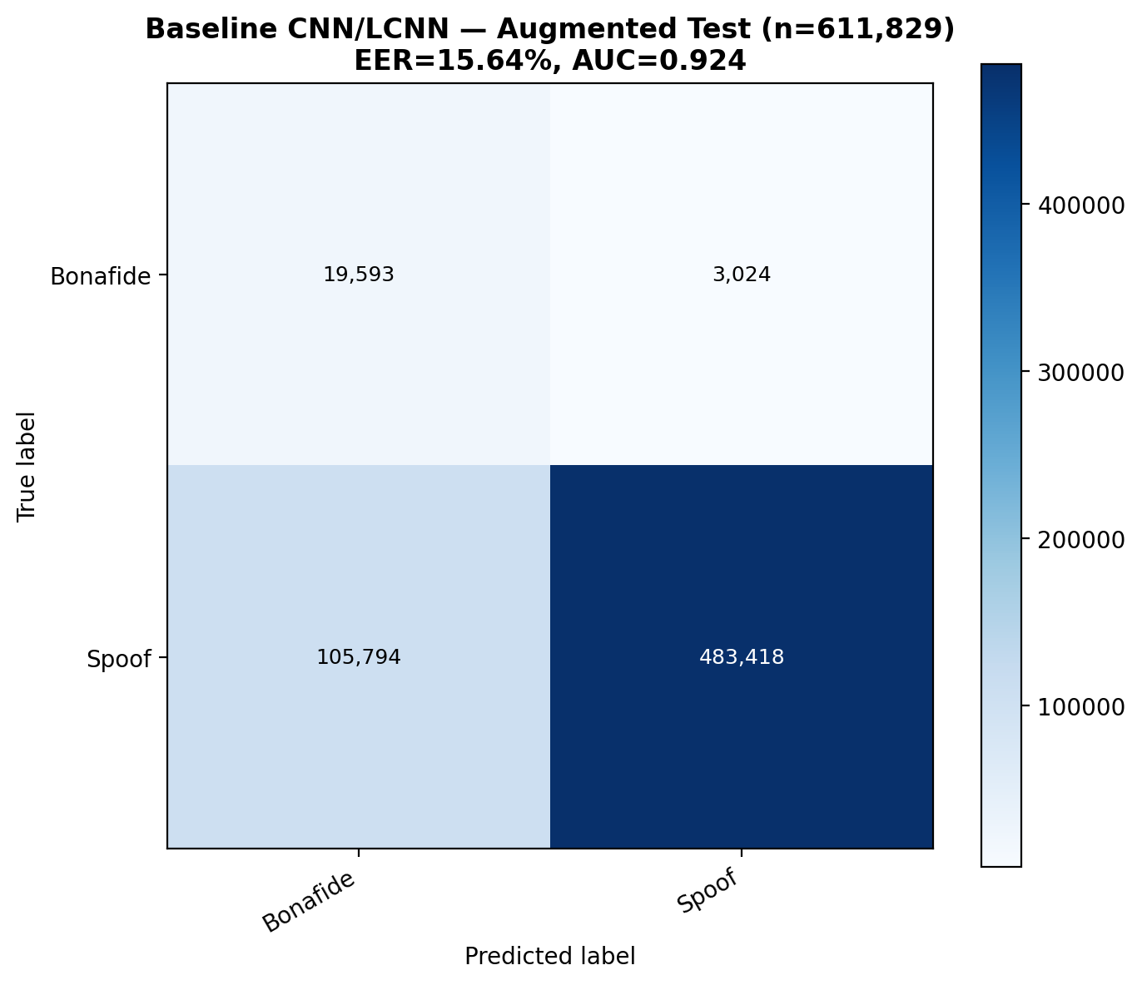 Baseline CNN/LCNN — Augmented Test (n=611,829)
EER=15.64%, AUC=0.924
Bonafide
19,593
3,024
Spoof
105,794
483,418
True label
Bonafide
Spoof
Predicted label
400000
300000
200000
100000